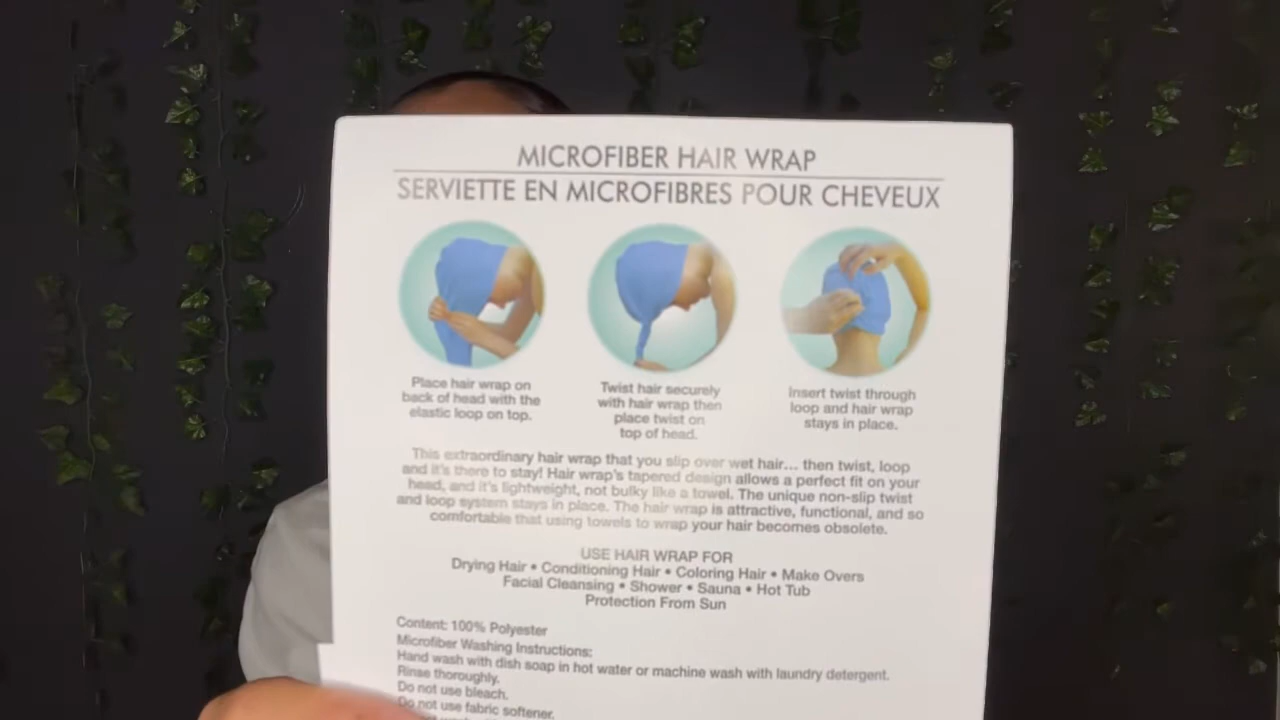 MICROFIBER HAIR WRAP
SERVIETTE EN MICROFIBRES POUR CHEVEUX
Place hair wrap on
back of head with the
elastic loop on top.
Twist hair securely
with hair wrap then
place twist on
top of head.
Insert twist through
loop and hair wrap
stays in place.
This extraordinary hair wrap that you slip over wet hair... then twist, loop
and it's there to stay! Hair wrap's tapered design allows a perfect fit on your
head, and it's lightweight, not bulky like a towel. The unique non-slip twist
and loop system stays in place. The hair wrap is attractive, functional, and so
comfortable that using towels to wrap your hair becomes obsolete.
USE HAIR WRAP FOR
Drying Hair • Conditioning Hair • Coloring Hair • Make Overs
Facial Cleansing • Shower • Sauna • Hot Tub
Protection From Sun
Content: 100% Polyester
Microfiber Washing Instructions:
Hand wash with dish soap in hot water or machine wash with laundry detergent.
Rinse thoroughly.
Do not use bleach.
Do not use fabric softener.